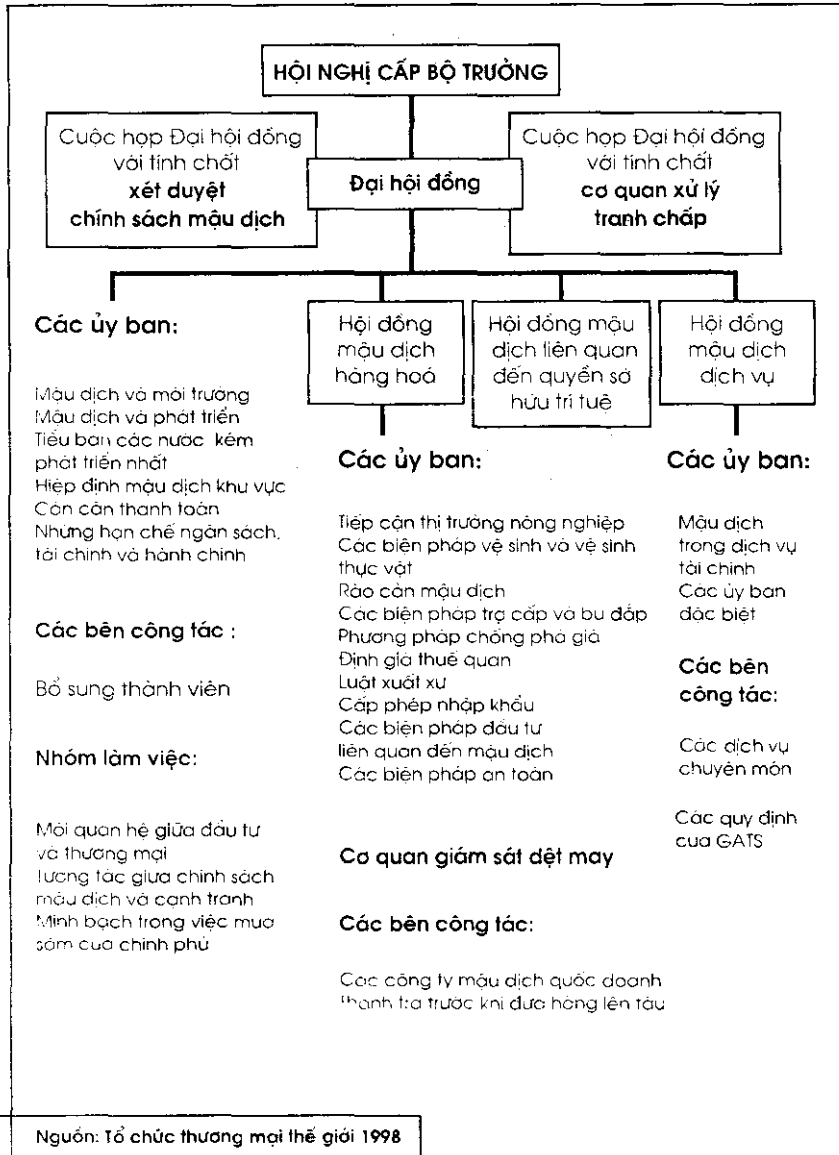 HỘI NGHỊ CẤP BỘ TRƯỞNG
Cuộc họp Đại hội đồng
với tính chất
xét duyệt
chính sách mậu dịch
Đại hội đồng
Cuộc họp Đại hội đồng
với tính chất
cơ quan xử lý
tranh chấp
Các ủy ban:
Mậu dịch và môi trường
Mậu dịch và phát triển
Tiểu ban các nước kém
phát triển nhất
Hiệp định mậu dịch khu vực
Cán cân thanh toán
Những hạn chế ngân sách,
tài chính và hành chính
Các bên công tác :
Bổ sung thành viên
Nhóm làm việc:
Mối quan hệ giữa đầu tư
và thương mại
Tương tác giữa chính sách
mậu dịch và cạnh tranh
Minh bạch trong việc mua
sắm của chính phủ
Hội đồng
mậu dịch
hàng hoá
Các ủy ban:
Tiếp cận thị trường nông nghiệp
Các biện pháp vệ sinh và vệ sinh
thực vật
Rào cản mậu dịch
Các biện pháp trợ cấp và bù đắp
Phương pháp chống phá giá
Định giá thuế quan
Luật xuất xứ
Cấp phép nhập khẩu
Các biện pháp đầu tư
liên quan đến mậu dịch
Các biện pháp an toàn
Cơ quan giám sát dệt may
Các bên công tác:
Các công ty mậu dịch quốc doanh
Thanh tra trước khi đưa hàng lên tàu
Hội đồng mậu
dịch liên quan
đến quyền sở
hữu trí tuệ
Hội đồng
mậu dịch
dịch vụ
Các ủy ban:
Mậu dịch
trong dịch vụ
tài chính
Các ủy ban
đặc biệt
Các bên
công tác:
Các dịch vụ
chuyên môn
Các quy định
của GATS
Nguồn: Tổ chức thương mại thế giới 1998